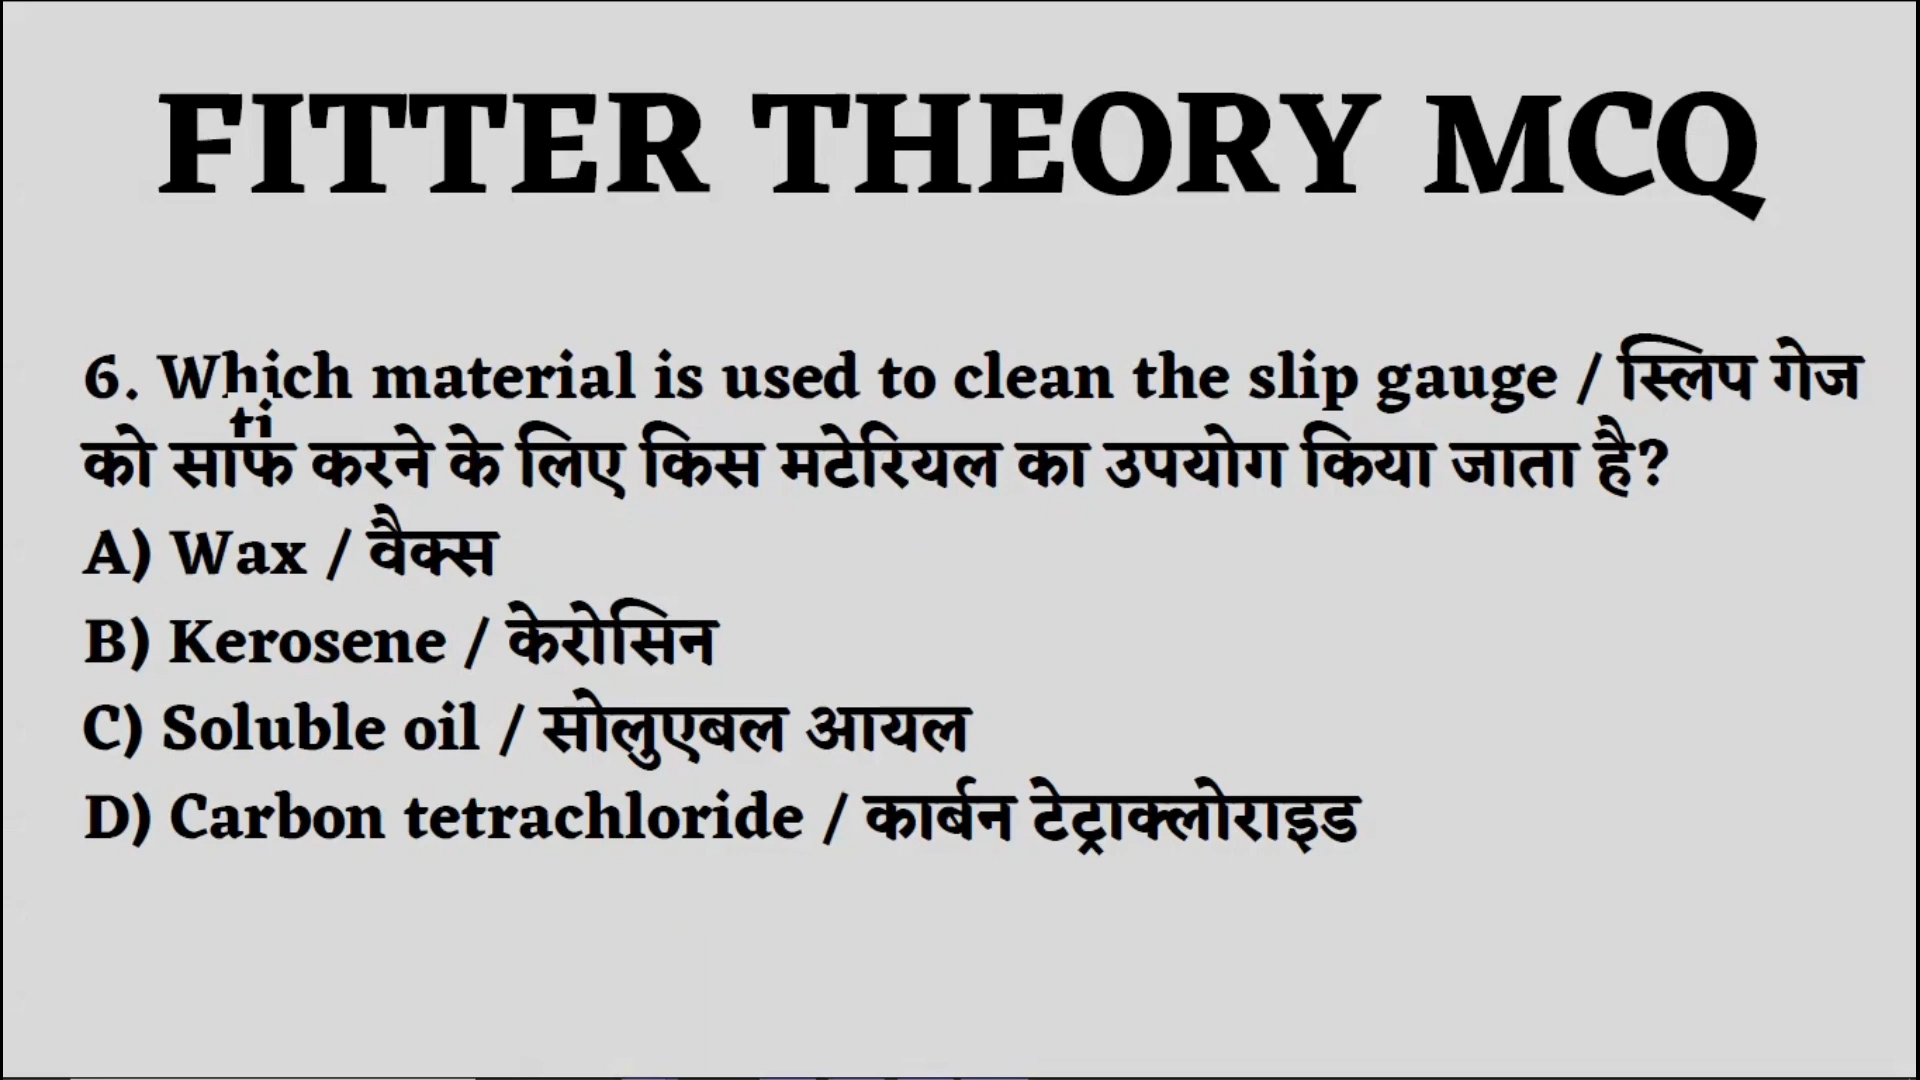 FITTER THEORY MCQ
6. Which material is used to clean the slip gauge / स्लिप गेज
को साफ करने के लिए किस मटेरियल का उपयोग किया जाता है?
A) Wax / वैक्स
B) Kerosene / केरोसिन
C) Soluble oil / सोलुएबल आयल
D) Carbon tetrachloride / कार्बन टेट्राक्लोराइड